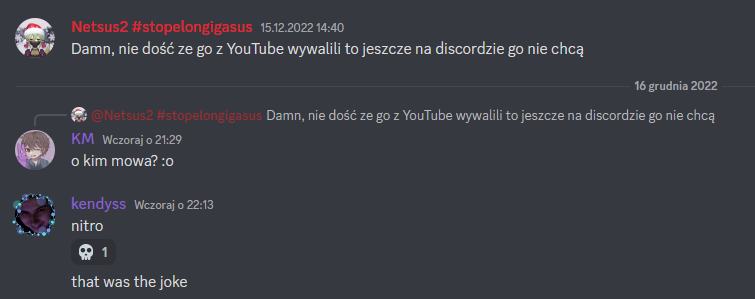 Netsus2 #stopelongigasus 15.12.2022 14:40
Damn, nie dość ze go z YouTube wywalili to jeszcze na discordzie go nie chcą
16 grudnia 2022
@Netsus2 #stopelongigasus Damn, nie dość ze go z YouTube wywalili to jeszcze na discordzie go nie chcą
KM Wczoraj o 21:29
o kim mowa? :o
kendyss Wczoraj o 22:13
nitro
1
that was the joke